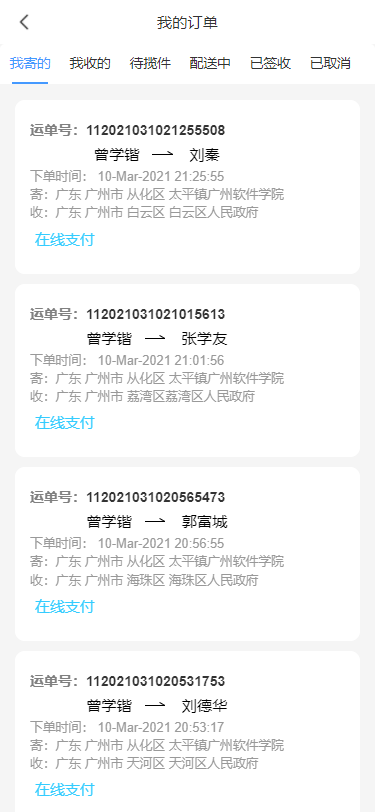 我的订单
我寄的 我收的 待揽件 配送中 已签收 已取消
运单号：112021031021255508
曾学锴 → 刘秦
下单时间： 10-Mar-2021 21:25:55
寄：广东 广州市 从化区 太平镇广州软件学院
收：广东 广州市 白云区 白云区人民政府
在线支付
运单号：112021031021015613
曾学锴 → 张学友
下单时间： 10-Mar-2021 21:01:56
寄：广东 广州市 从化区 太平镇广州软件学院
收：广东 广州市 荔湾区荔湾区人民政府
在线支付
运单号：112021031020565473
曾学锴 → 郭富城
下单时间： 10-Mar-2021 20:56:55
寄：广东 广州市 从化区 太平镇广州软件学院
收：广东 广州市 海珠区 海珠区人民政府
在线支付
运单号：112021031020531753
曾学锴 → 刘德华
下单时间： 10-Mar-2021 20:53:17
寄：广东 广州市 从化区 太平镇广州软件学院
收：广东 广州市 天河区 天河区人民政府
在线支付